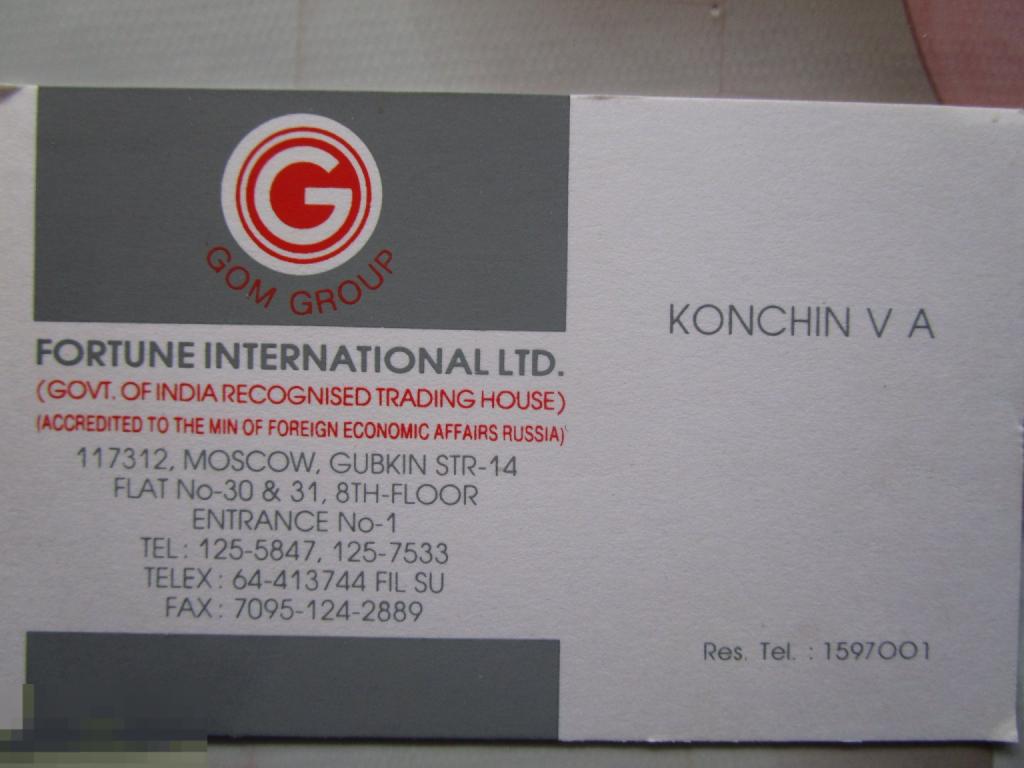 G
GOM GROUP
FORTUNE INTERNATIONAL LTD.
(GOVT. OF INDIA RECOGNISED TRADING HOUSE)
(ACCREDITED TO THE MIN OF FOREIGN ECONOMIC AFFAIRS RUSSIA)
117312, MOSCOW, GUBKIN STR-14
FLAT No-30 & 31, 8TH-FLOOR
ENTRANCE No-1
TEL : 125-5847, 125-7533
TELEX : 64-413744 FIL SU
FAX : 7095-124-2889
KONCHIN V A
Res. Tel. : 1597001